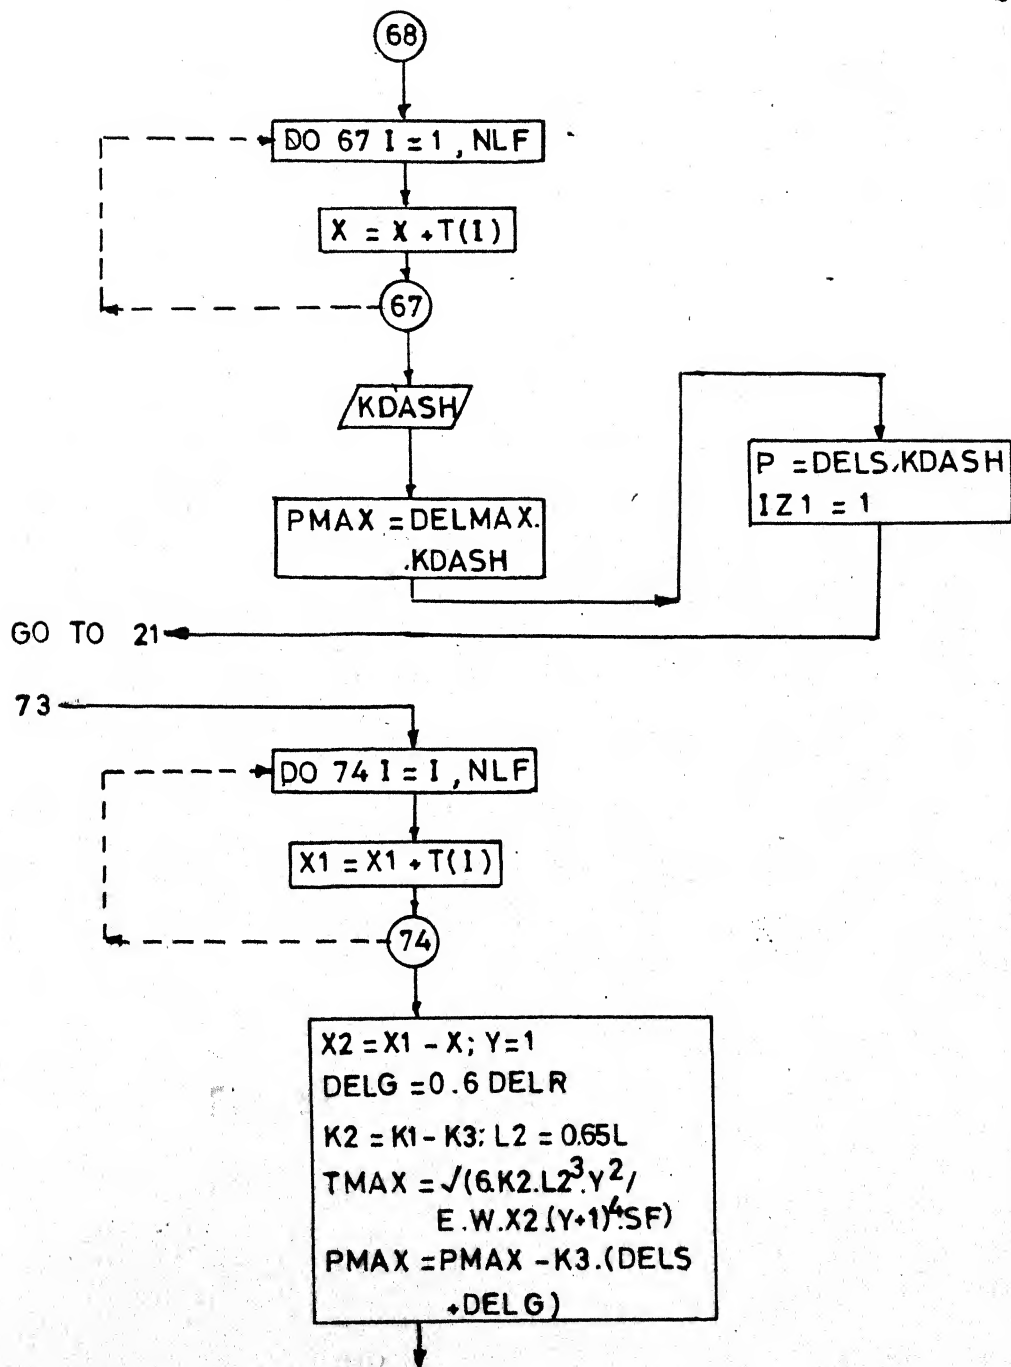 68
DO 67 I = 1, NLF
X = X + T(I)
67
KDASH
PMAX = DELMAX.
.KDASH
P = DELS.KDASH
IZ1 = 1
GO TO 21
73
DO 74 I = I, NLF
X1 = X1 + T(I)
74
X2 = X1 - X; Y=1
DELG = 0.6 DELR
K2 = K1 - K3; L2 = 0.65L
TMAX = √(6.K2.L2³.Y²/
E.W.X2.(Y+1)⁴.SF)
PMAX = PMAX - K3.(DELS
+DELG)